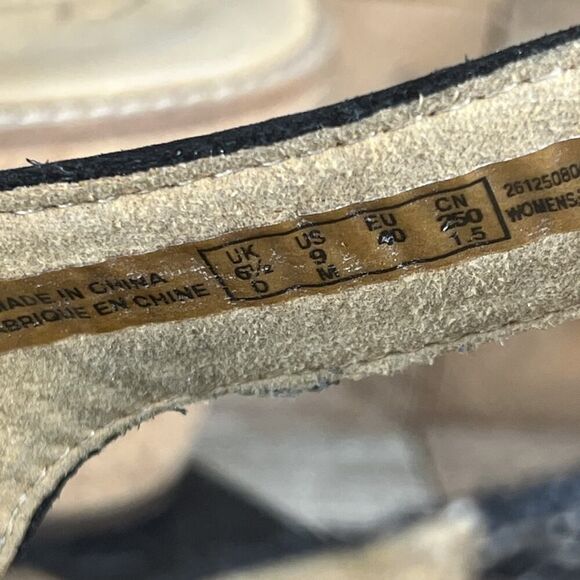 MADE IN CHINA
FABRIQUE EN CHINE
UK US EU CN
6½ 9 40 250
D M 1.5
26125080
WOMENS